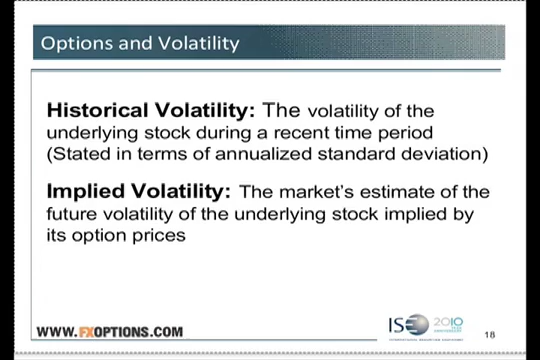 Options and Volatility
Historical Volatility: The volatility of the
underlying stock during a recent time period
(Stated in terms of annualized standard deviation)
Implied Volatility: The market's estimate of the
future volatility of the underlying stock implied by
its option prices
WWW.FXOPTIONS.COM
ISE 2010
18